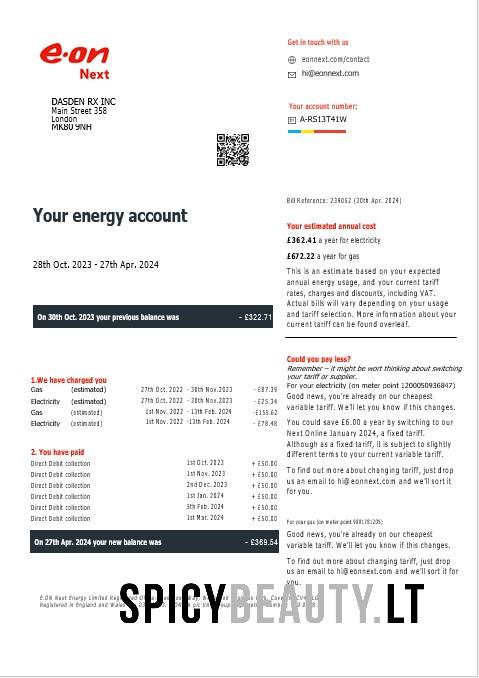 e·on
Next
DASDEN RX INC
Main Street 358
London
MK80 9NH
Get in touch with us
eonnext.com/contact
hi@eonnext.com
Your account number:
A-RS13T41W
Bill Reference: 239052 (30th Apr. 2024)
Your energy account
28th Oct. 2023 - 27th Apr. 2024
On 30th Oct. 2023 your previous balance was - £322.71
1.We have charged you
Gas (estimated) 27th Oct. 2022 - 30th Nov.2023 - £87.39
Electricity (estimated) 27th Oct. 2022 - 30th Nov.2023 - £25.34
Gas (estimated) 1st Nov. 2022 -13th Feb. 2024 -£155.62
Electricity (estimated) 1st Nov. 2022 -13th Feb. 2024 - £78.48
2. You have paid
Direct Debit collection 1st Oct. 2023 + £50.00
Direct Debit collection 1st Nov. 2023 + £50.00
Direct Debit collection 2nd Dec. 2023 + £50.00
Direct Debit collection 1st Jan. 2024 + £50.00
Direct Debit collection 5th Feb. 2024 + £50.00
Direct Debit collection 1st Mar. 2024 + £50.00
On 27th Apr. 2024 your new balance was - £369.54
Your estimated annual cost
£362.41 a year for electricity
£672.22 a year for gas
This is an estimate based on your expected
annual energy usage, and your current tariff
rates, charges and discounts, including VAT.
Actual bills will vary depending on your usage
and tariff selection. More information about your
current tariff can be found overleaf.
Could you pay less?
Remember – it might be wort thinking about switching
your tariff or supplier.
For your electricity (on meter point 1200050936847)
Good news, you're already on our cheapest
variable tariff. We'll let you know if this changes.
You could save £6.00 a year by switching to our
Next Online January 2024, a fixed tariff.
Although as a fixed tariff, it is subject to slightly
different terms to your current variable tariff.
To find out more about changing tariff, just drop
us an email to hi@eonnext.com and we'll sort it
for you.
For your gas (on meter point 9381781205)
Good news, you're already on our cheapest
variable tariff. We'll let you know if this changes.
To find out more about changing tariff, just drop
us an email to hi@eonnext.com and we'll sort it for
you.
E.ON Next Energy Limited
Registered in England and Wales
SPICYBEAUTY.LT